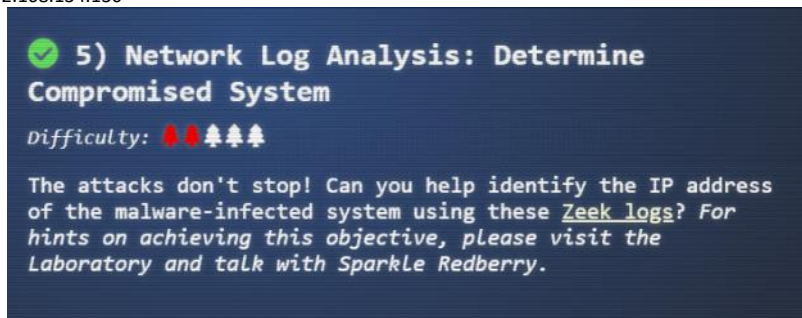 5) Network Log Analysis: Determine
Compromised System
Difficulty:
The attacks don't stop! Can you help identify the IP address
of the malware-infected system using these Zeek logs? For
hints on achieving this objective, please visit the
Laboratory and talk with Sparkle Redberry.